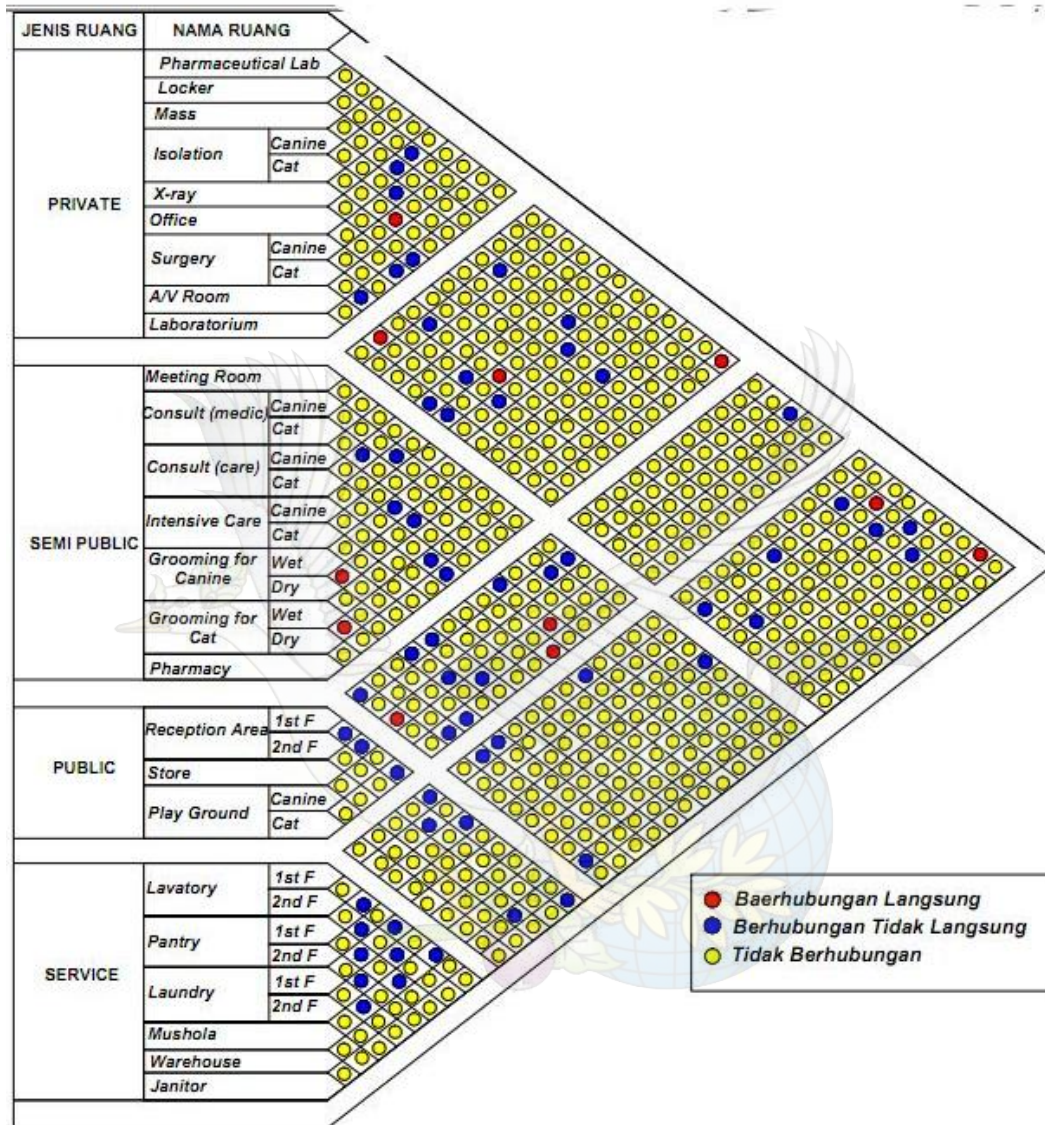 JENIS RUANG NAMA RUANG
PRIVATE
Pharmaceutical Lab
Locker
Mass
Isolation
Canine
Cat
X-ray
Office
Surgery
Canine
Cat
A/V Room
Laboratorium
SEMI PUBLIC
Meeting Room
Consult (medic)
Canine
Cat
Consult (care)
Canine
Cat
Intensive Care
Canine
Cat
Grooming for
Canine
Wet
Dry
Grooming for
Cat
Wet
Dry
Pharmacy
PUBLIC
Reception Area
1st F
2nd F
Store
Play Ground
Canine
Cat
SERVICE
Lavatory
1st F
2nd F
Pantry
1st F
2nd F
Laundry
1st F
2nd F
Mushola
Warehouse
Janitor
Baerhubungan Langsung
Berhubungan Tidak Langsung
Tidak Berhubungan